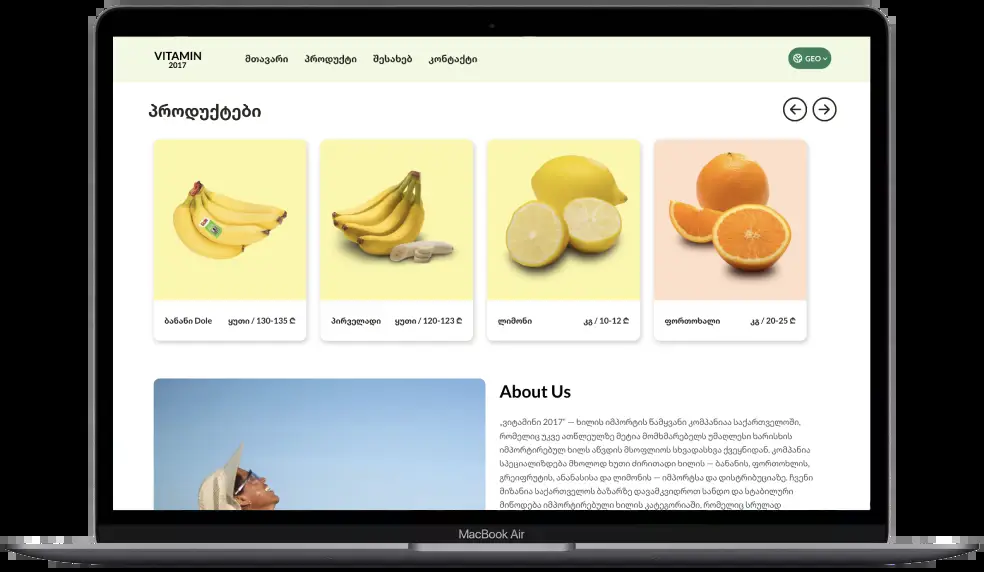 VITAMIN
2017
მთავარი პროდუქტი შესახებ კონტაქტი
GEO
პროდუქტები
ბანანი Dole ყუთი / 130-135 ₾
პირველადი ყუთი / 120-123 ₾
ლიმონი კგ / 10-12 ₾
ფორთოხალი კგ / 20-25 ₾
About Us
„ვიტამინი 2017“ — ხილის იმპორტის წამყვანი კომპანიაა საქართველოში,
რომელიც უკვე ათწლეულზე მეტია მომხმარებელს უმაღლესი ხარისხის
იმპორტირებულ ხილს აწვდის მსოფლიოს სხვადასხვა ქვეყნიდან. კომპანია
სპეციალიზდება მხოლოდ ხუთი ძირითადი ხილის — ბანანის, ფორთოხლის,
გრეიფრუტის, ანანასისა და ლიმონის — იმპორტსა და დისტრიბუციაზე. ჩვენი
მიზანია საქართველოს ბაზარზე დავამკვიდროთ სანდო და სტაბილური
მიწოდება იმპორტირებული ხილის კატეგორიაში, რომელიც სრულად
MacBook Air